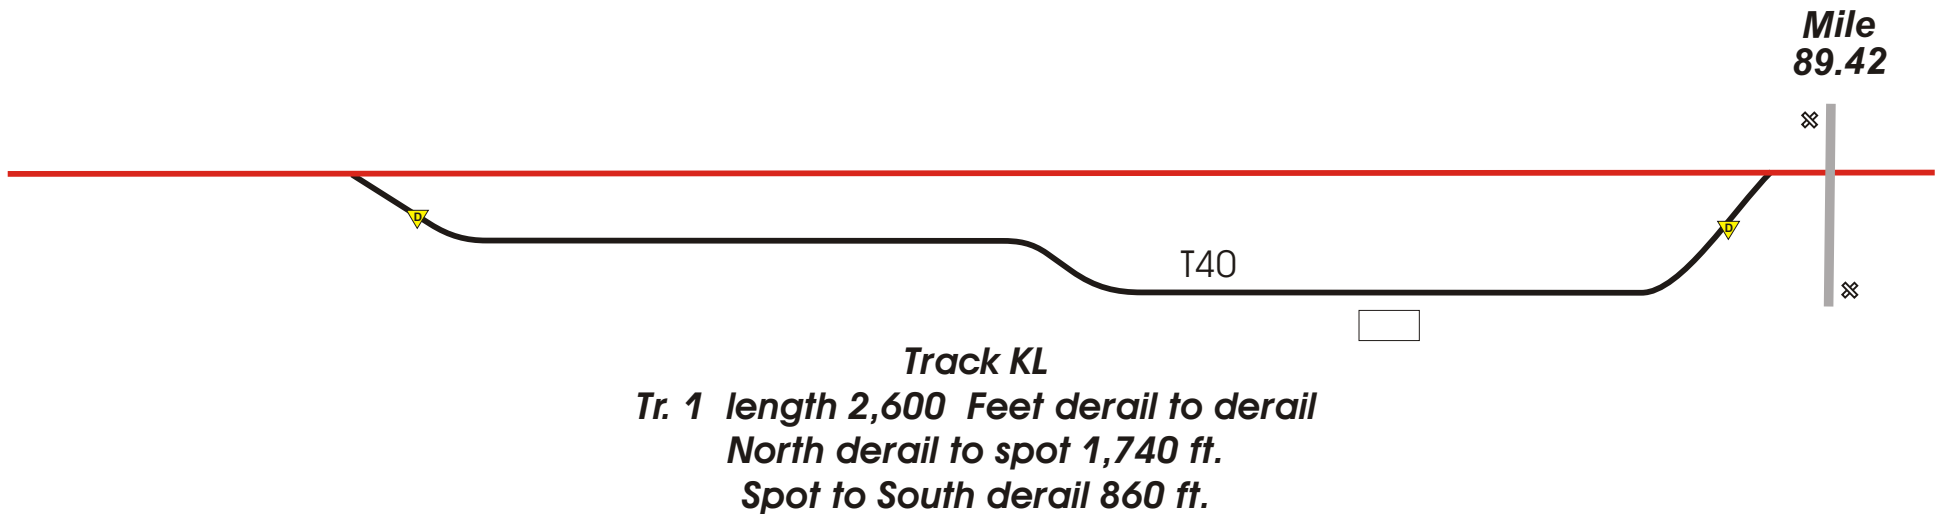 Mile
89.42
D
D
T40
Track KL
Tr. 1 length 2,600 Feet derail to derail
North derail to spot 1,740 ft.
Spot to South derail 860 ft.